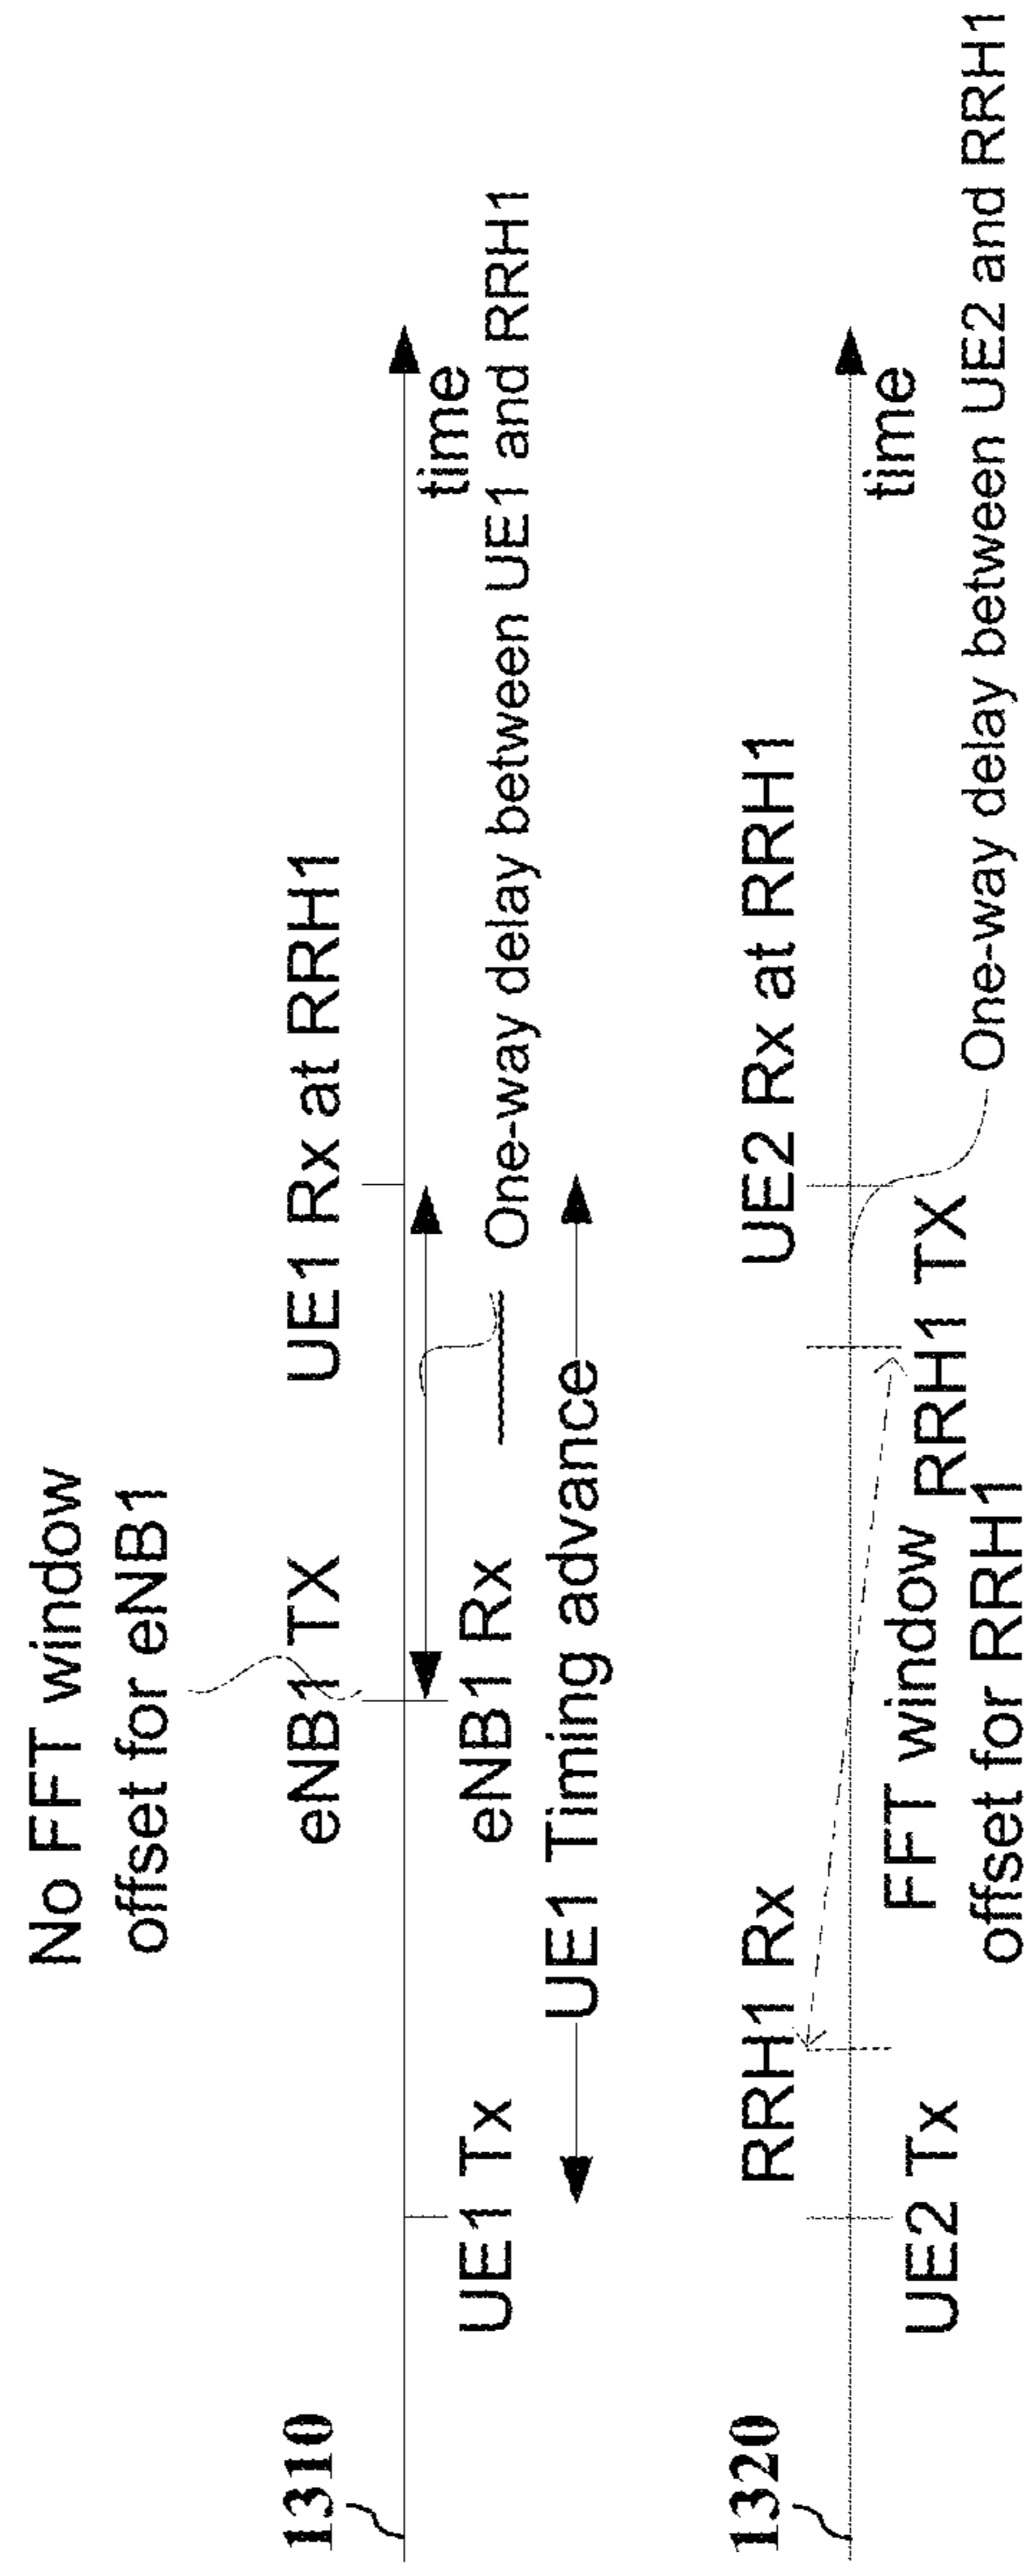 No FFT window
offset for eNB1
1310
eNB1 TX
UE1 Rx at RRH1
time
UE1 Tx
eNB1 Rx
One-way delay between UE1 and RRH1
UE1 Timing advance
1320
RRH1 Rx
UE2 Rx at RRH1
time
UE2 Tx
FFT window
offset for RRH1
RRH1 TX
One-way delay between UE2 and RRH1